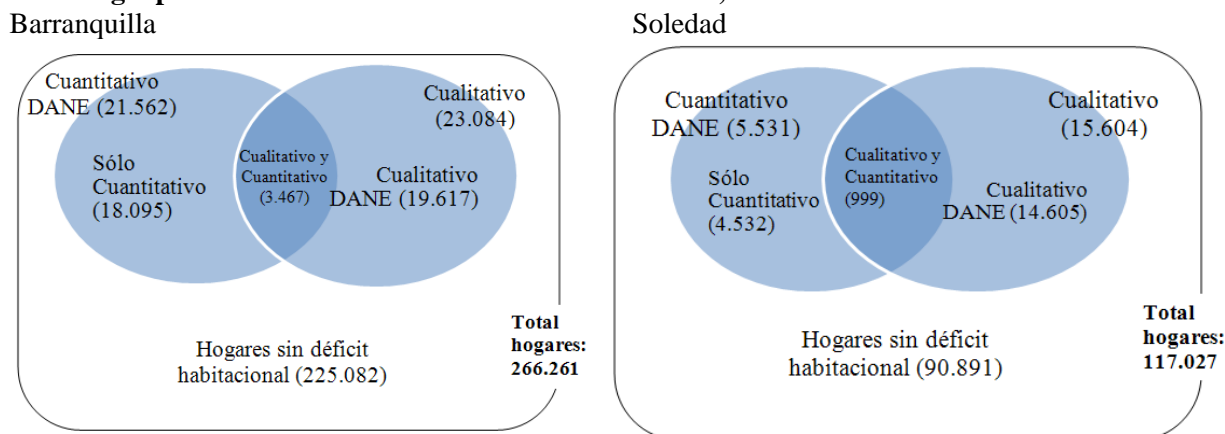 Barranquilla
Cuantitativo
DANE (21.562)
Cualitativo
(23.084)
Sólo
Cuantitativo
(18.095)
Cualitativo y
Cuantitativo
(3.467)
Cualitativo
DANE (19.617)
Hogares sin déficit
habitacional (225.082)
Total
hogares:
266.261
Soledad
Cuantitativo
DANE (5.531)
Cualitativo
(15.604)
Sólo
Cuantitativo
(4.532)
Cualitativo y
Cuantitativo
(999)
Cualitativo
DANE (14.605)
Hogares sin déficit
habitacional (90.891)
Total
hogares:
117.027